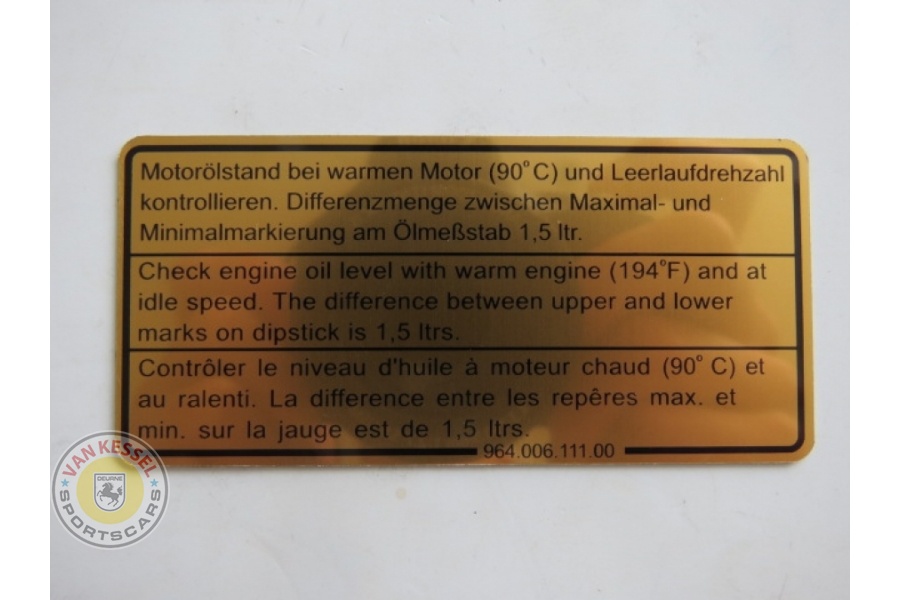 Motorölstand bei warmen Motor (90°C) und Leerlaufdrehzahl
kontrollieren. Differenzmenge zwischen Maximal- und
Minimalmarkierung am Ölmeßstab 1,5 ltr.
Check engine oil level with warm engine (194°F) and at
idle speed. The difference between upper and lower
marks on dipstick is 1,5 ltrs.
Contrôler le niveau d'huile à moteur chaud (90° C) et
au ralenti. La difference entre les repêres max. et
min. sur la jauge est de 1,5 ltrs.
964.006.111.00
VAN KESSEL
DEURNE
SPORTSCARS